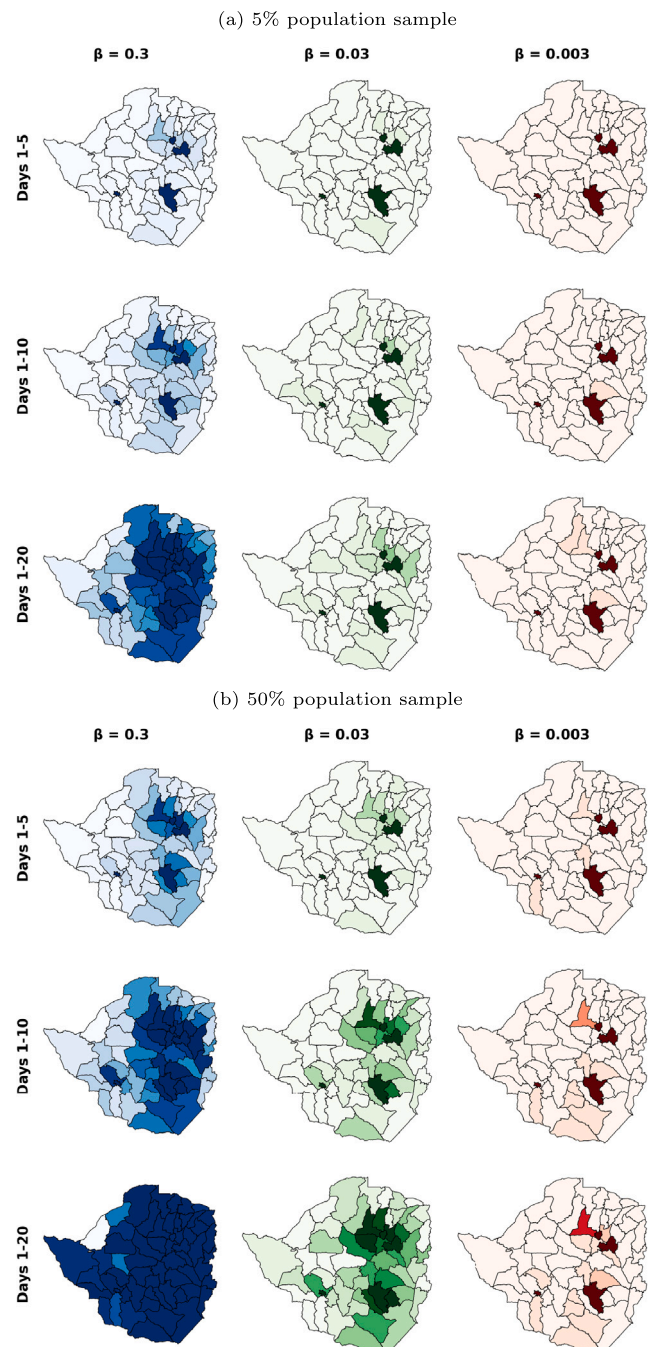 (a) 5% population sample
β = 0.3 β = 0.03 β = 0.003
Days 1-5
Days 1-10
Days 1-20
(b) 50% population sample
β = 0.3 β = 0.03 β = 0.003
Days 1-5
Days 1-10
Days 1-20